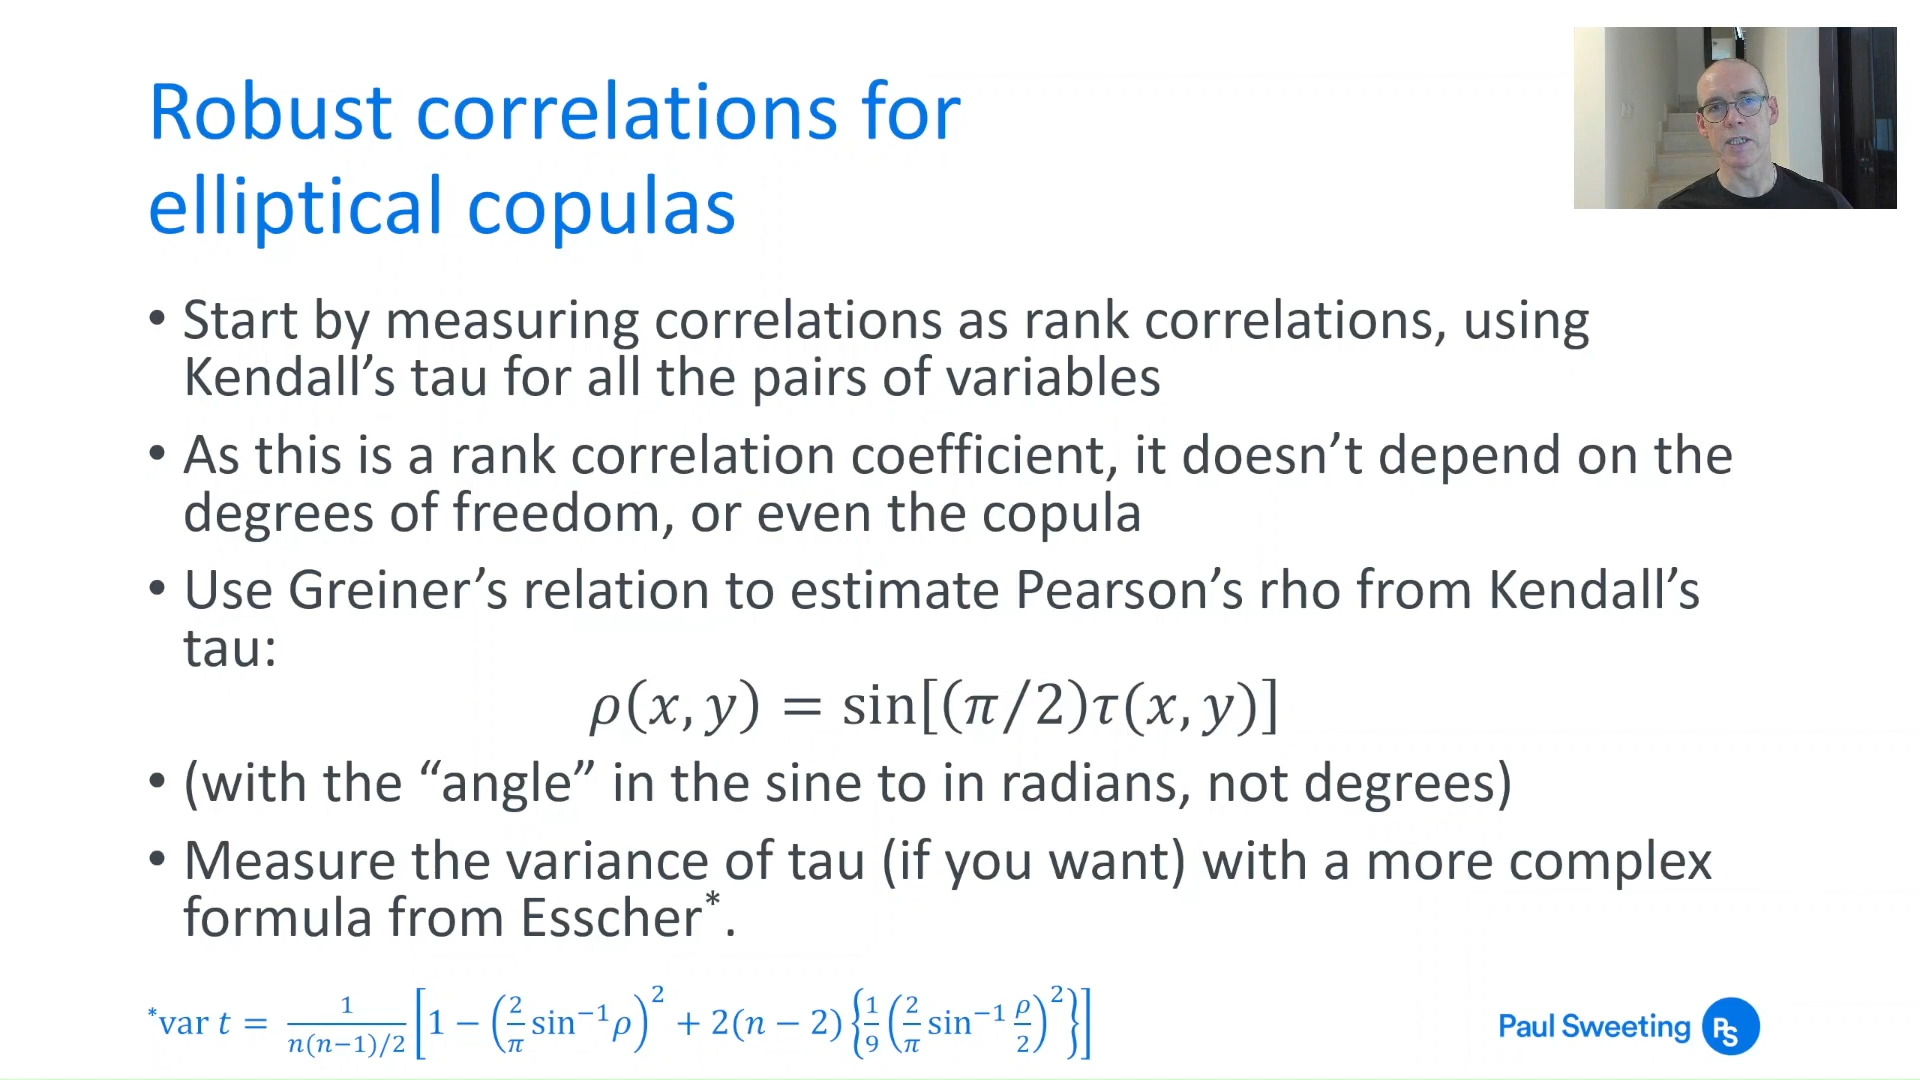 Robust correlations for
elliptical copulas
• Start by measuring correlations as rank correlations, using
Kendall’s tau for all the pairs of variables
• As this is a rank correlation coefficient, it doesn’t depend on the
degrees of freedom, or even the copula
• Use Greiner’s relation to estimate Pearson’s rho from Kendall’s
tau:
ρ(x, y) = sin[(π/2)τ(x, y)]
• (with the “angle” in the sine to in radians, not degrees)
• Measure the variance of tau (if you want) with a more complex
formula from Esscher*.
*var t = 1/(n(n−1)/2) [1 − (2/π sin⁻¹ρ)² + 2(n − 2) {1/9 (2/π sin⁻¹ ρ/2)²}]
Paul Sweeting PS